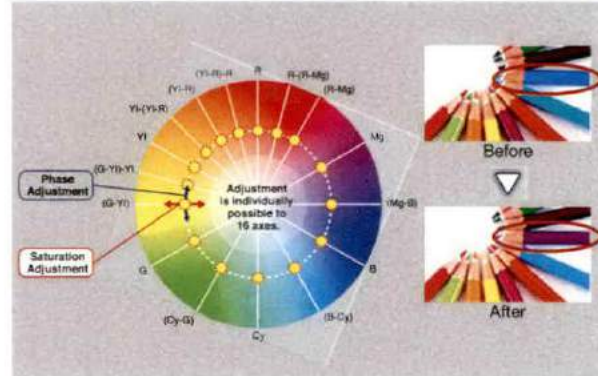 R
(Yl-R)-R
R-(R-Mg)
(Yl-R)
(R-Mg)
Yl-(Yl-R)
Yl
Mg
(G-Yl)-Yl
Phase
Adjustment
Adjustment
is individually
possible to
16 axes.
(G-Yl)
(Mg-B)
Saturation
Adjustment
G
B
(Cy-G)
(B-Cy)
Cy
Before
After